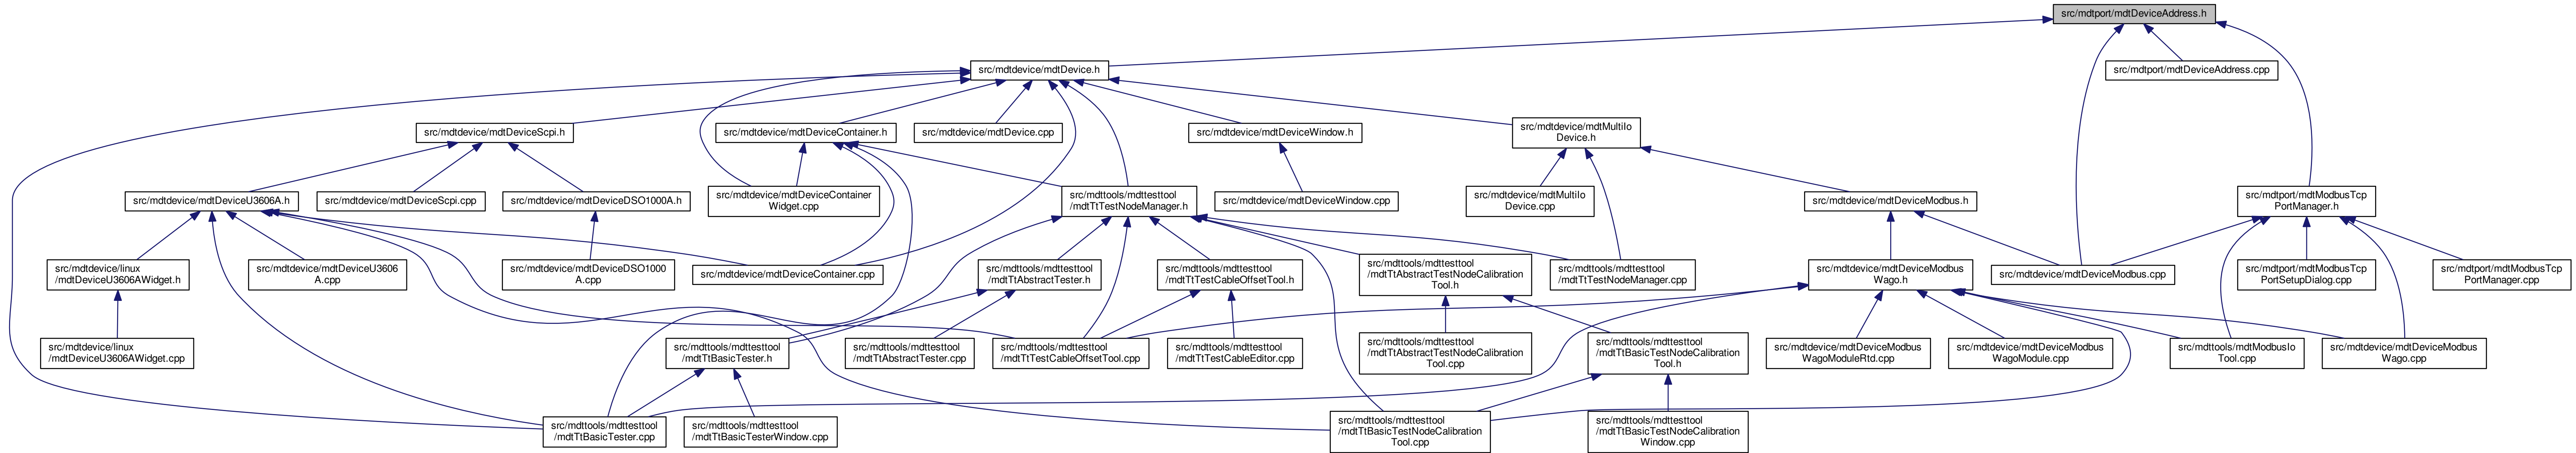 src/mdtport/mdtDeviceAddress.h
src/mdtdevice/mdtDevice.h
src/mdtport/mdtDeviceAddress.cpp
src/mdtdevice/mdtDeviceScpi.h
src/mdtdevice/mdtDeviceContainer.h
src/mdtdevice/mdtDevice.cpp
src/mdtdevice/mdtDeviceWindow.h
src/mdtdevice/mdtMultiIo
Device.h
src/mdtdevice/mdtDeviceU3606A.h
src/mdtdevice/mdtDeviceScpi.cpp
src/mdtdevice/mdtDeviceDSO1000A.h
src/mdtdevice/mdtDeviceContainer
Widget.cpp
src/mdttools/mdttesttool
/mdtTtTestNodeManager.h
src/mdtdevice/mdtDeviceWindow.cpp
src/mdtdevice/mdtMultiIo
Device.cpp
src/mdtdevice/mdtDeviceModbus.h
src/mdtport/mdtModbusTcp
PortManager.h
src/mdtdevice/linux
/mdtDeviceU3606AWidget.h
src/mdtdevice/mdtDeviceU3606
A.cpp
src/mdtdevice/mdtDeviceDSO1000
A.cpp
src/mdtdevice/mdtDeviceContainer.cpp
src/mdttools/mdttesttool
/mdtTtAbstractTester.h
src/mdttools/mdttesttool
/mdtTtTestCableOffsetTool.h
src/mdttools/mdttesttool
/mdtTtAbstractTestNodeCalibration
Tool.h
src/mdttools/mdttesttool
/mdtTtTestNodeManager.cpp
src/mdtdevice/mdtDeviceModbus
Wago.h
src/mdtdevice/mdtDeviceModbus.cpp
src/mdtport/mdtModbusTcp
PortSetupDialog.cpp
src/mdtport/mdtModbusTcp
PortManager.cpp
src/mdtdevice/linux
/mdtDeviceU3606AWidget.cpp
src/mdttools/mdttesttool
/mdtTtBasicTester.h
src/mdttools/mdttesttool
/mdtTtAbstractTester.cpp
src/mdttools/mdttesttool
/mdtTtTestCableOffsetTool.cpp
src/mdttools/mdttesttool
/mdtTtTestCableEditor.cpp
src/mdttools/mdttesttool
/mdtTtAbstractTestNodeCalibration
Tool.cpp
src/mdttools/mdttesttool
/mdtTtBasicTestNodeCalibration
Tool.h
src/mdtdevice/mdtDeviceModbus
WagoModuleRtd.cpp
src/mdtdevice/mdtDeviceModbus
WagoModule.cpp
src/mdttools/mdtModbusIo
Tool.cpp
src/mdtdevice/mdtDeviceModbus
Wago.cpp
src/mdttools/mdttesttool
/mdtTtBasicTester.cpp
src/mdttools/mdttesttool
/mdtTtBasicTesterWindow.cpp
src/mdttools/mdttesttool
/mdtTtBasicTestNodeCalibration
Tool.cpp
src/mdttools/mdttesttool
/mdtTtBasicTestNodeCalibration
Window.cpp